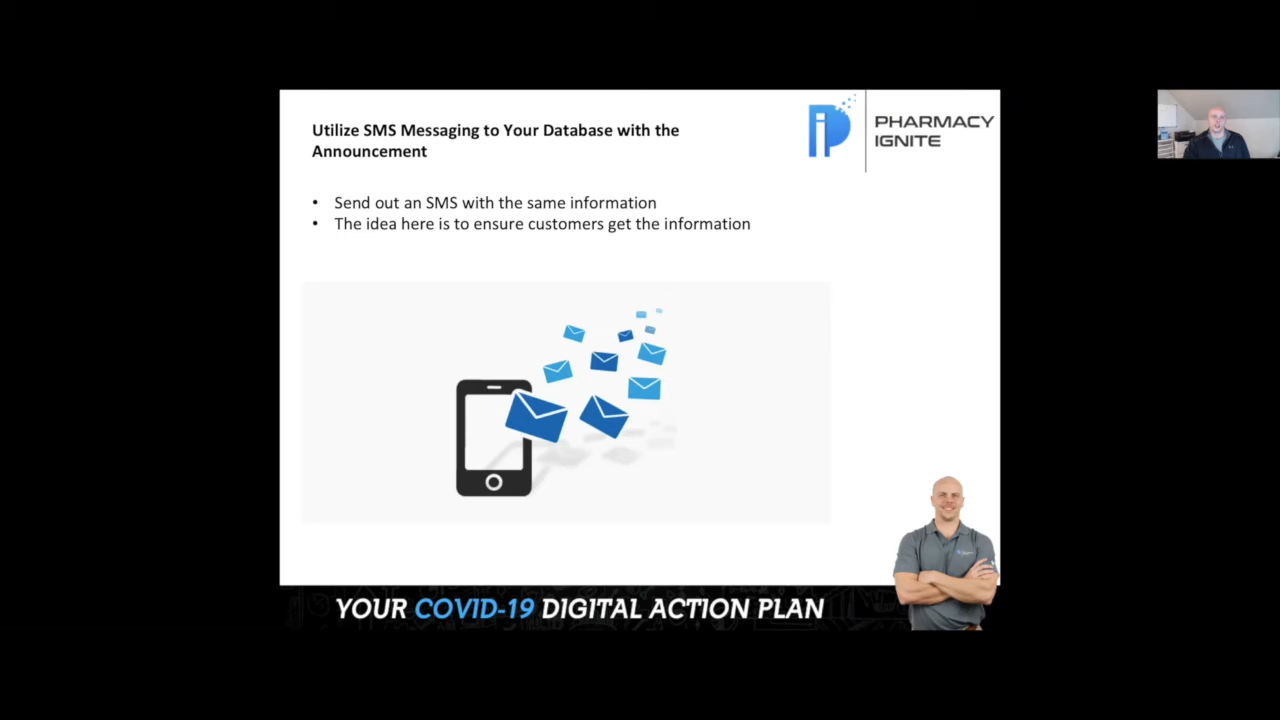 Utilize SMS Messaging to Your Database with the
Announcement
PHARMACY
IGNITE
• Send out an SMS with the same information
• The idea here is to ensure customers get the information
YOUR COVID-19 DIGITAL ACTION PLAN